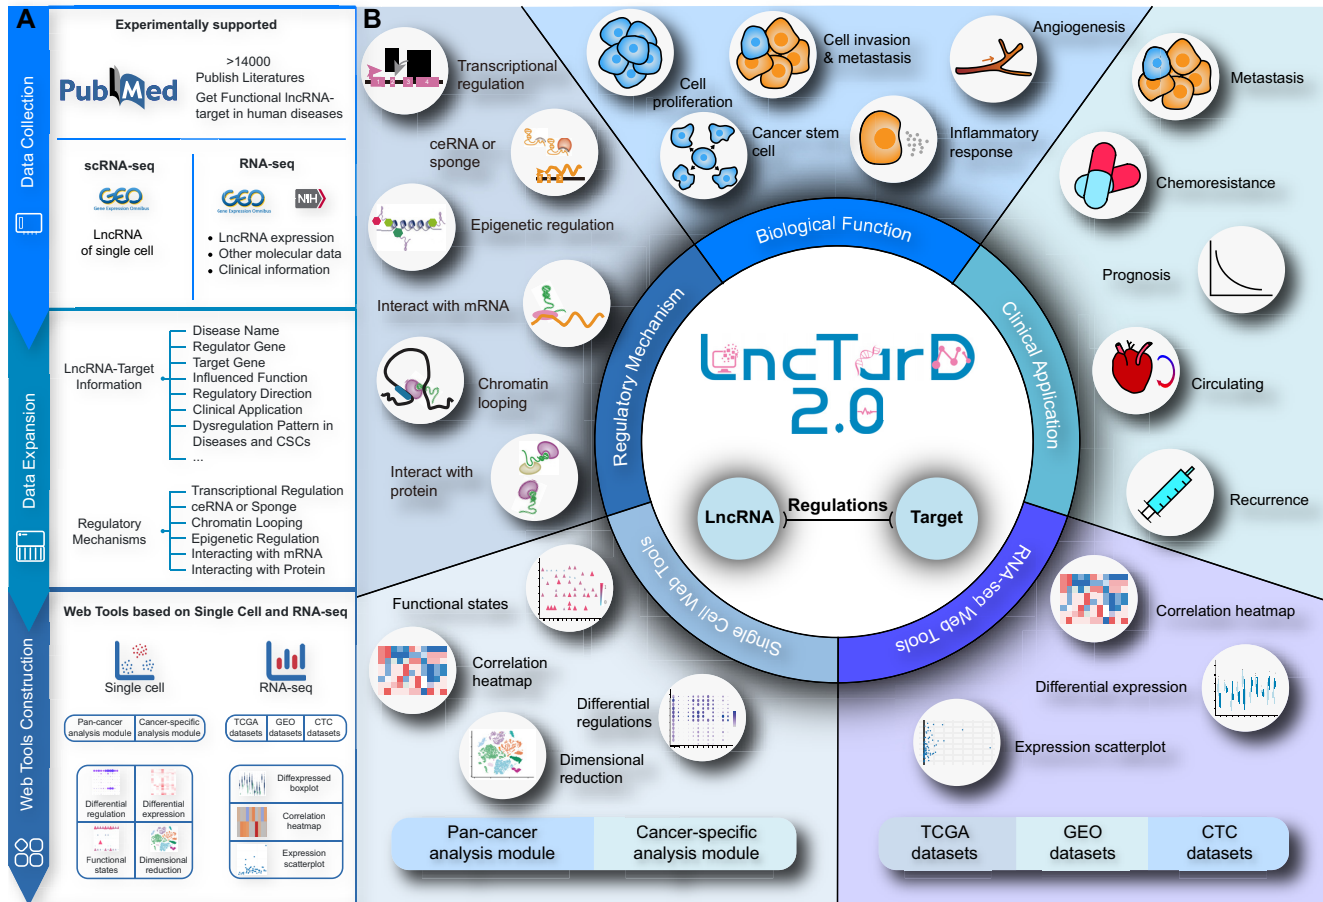 A
Experimentally supported
PubMed
>14000
Publish Literatures
Get Functional lncRNA-
target in human diseases
scRNA-seq
GEO
Gene Expression Omnibus
LncRNA
of single cell
RNA-seq
GEO
Gene Expression Omnibus
NIH
• LncRNA expression
• Other molecular data
• Clinical information
Data Collection
LncRNA-Target
Information
Disease Name
Regulator Gene
Target Gene
Influenced Function
Regulatory Direction
Clinical Application
Dysregulation Pattern in
Diseases and CSCs
...
Regulatory
Mechanisms
Transcriptional Regulation
ceRNA or Sponge
Chromatin Looping
Epigenetic Regulation
Interacting with mRNA
Interacting with Protein
Data Expansion
Web Tools based on Single Cell and RNA-seq
Single cell
RNA-seq
Pan-cancer
analysis module
Cancer-specific
analysis module
TCGA
datasets
GEO
datasets
CTC
datasets
Differential
regulation
Differential
expression
Functional
states
Dimensional
reduction
Diffexpressed
boxplot
Correlation
heatmap
Expression
scatterplot
Web Tools Construction
B
Transcriptional
regulation
ceRNA or
sponge
Epigenetic regulation
Interact with mRNA
Chromatin
looping
Interact with
protein
Cell
proliferation
Cell invasion
& metastasis
Angiogenesis
Cancer stem
cell
Inflammatory
response
Metastasis
Chemoresistance
Prognosis
Circulating
Recurrence
Biological Function
Regulatory Mechanism
Clinical Application
Single Cell Web Tools
RNA-seq Web Tools
LncTarD
2.0
LncRNA
Regulations
Target
Functional states
Correlation
heatmap
Differential
regulations
Dimensional
reduction
Pan-cancer
analysis module
Cancer-specific
analysis module
Correlation heatmap
Differential expression
Expression scatterplot
TCGA
datasets
GEO
datasets
CTC
datasets